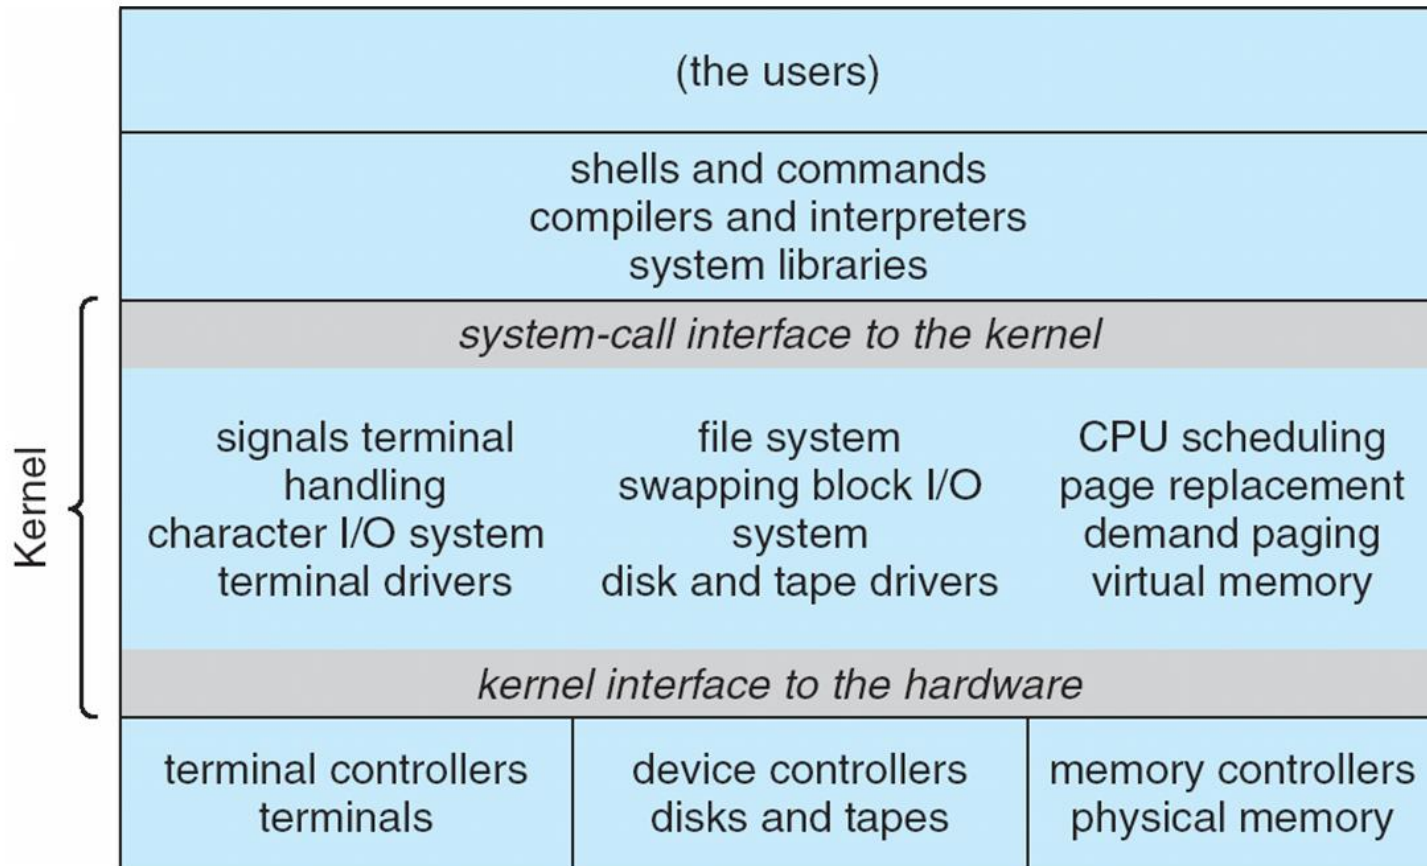 (the users)
shells and commands
compilers and interpreters
system libraries
system-call interface to the kernel
Kernel
signals terminal
handling
character I/O system
terminal drivers
file system
swapping block I/O
system
disk and tape drivers
CPU scheduling
page replacement
demand paging
virtual memory
kernel interface to the hardware
terminal controllers
terminals
device controllers
disks and tapes
memory controllers
physical memory